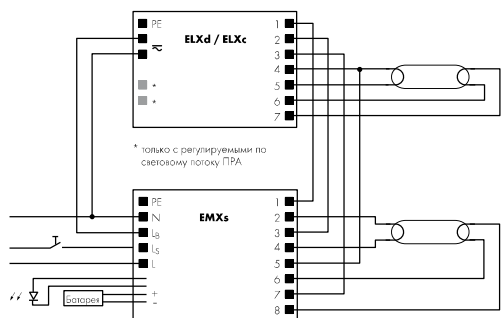 PE
ELXd / ELXc
1
2
3
4
5
6
7
*
*
* только с регулируемыми по
световому потоку ПРА
PE
N
LB
LS
L
+
-
EMXs
1
2
3
4
5
6
7
8
Батарея